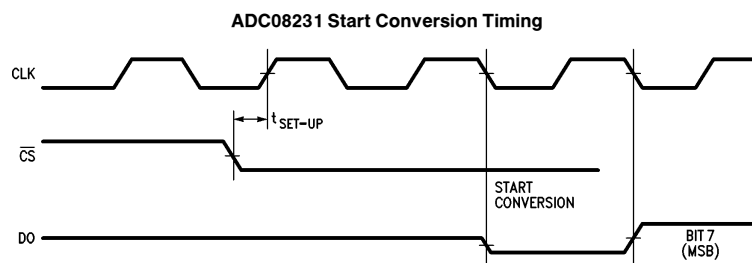 ADC08231 Start Conversion Timing
CLK
t SET-UP
CS
START
CONVERSION
DO
BIT 7
(MSB)